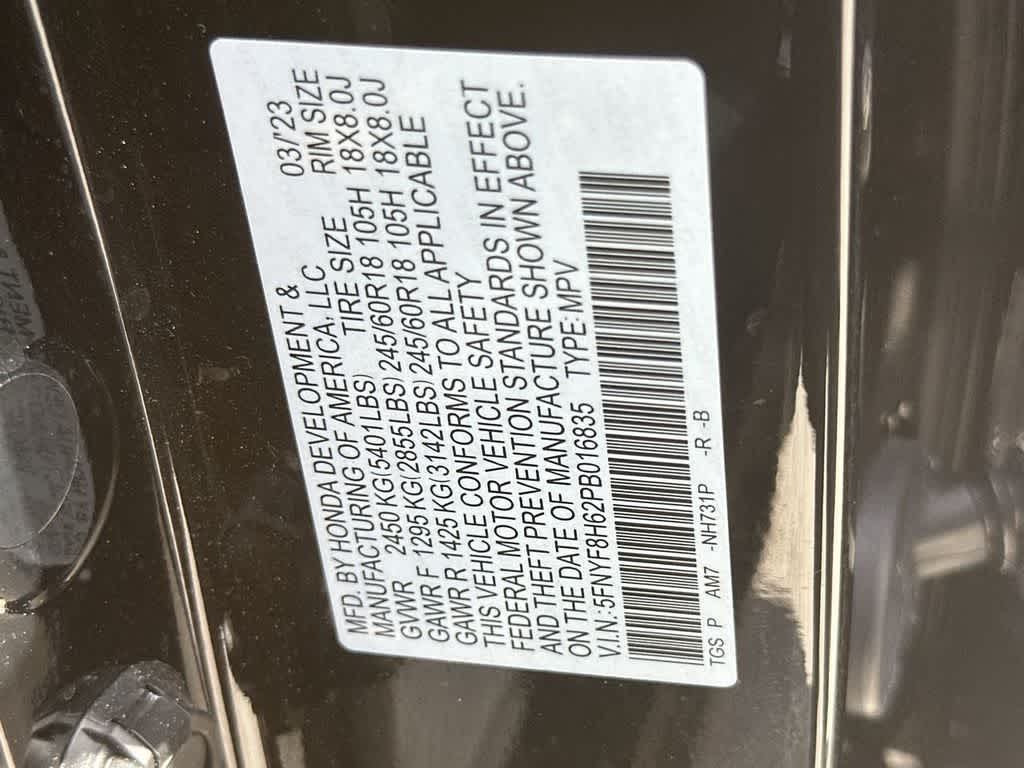 MFD. BY HONDA DEVELOPMENT & 03/'23
MANUFACTURING OF AMERICA, LLC RIM SIZE
GVWR 2450 KG(5401LBS) TIRE SIZE 18X8.0J
GAWR F 1295 KG(2855LBS) 245/60R18 105H 18X8.0J
GAWR R 1425 KG(3142LBS) 245/60R18 105H
THIS VEHICLE CONFORMS TO ALL APPLICABLE
FEDERAL MOTOR VEHICLE SAFETY
AND THEFT PREVENTION STANDARDS IN EFFECT
ON THE DATE OF MANUFACTURE SHOWN ABOVE.
V.I.N.:5FNYF8H62PB016835 TYPE:MPV
TGS P AM7 -NH731P -R -B